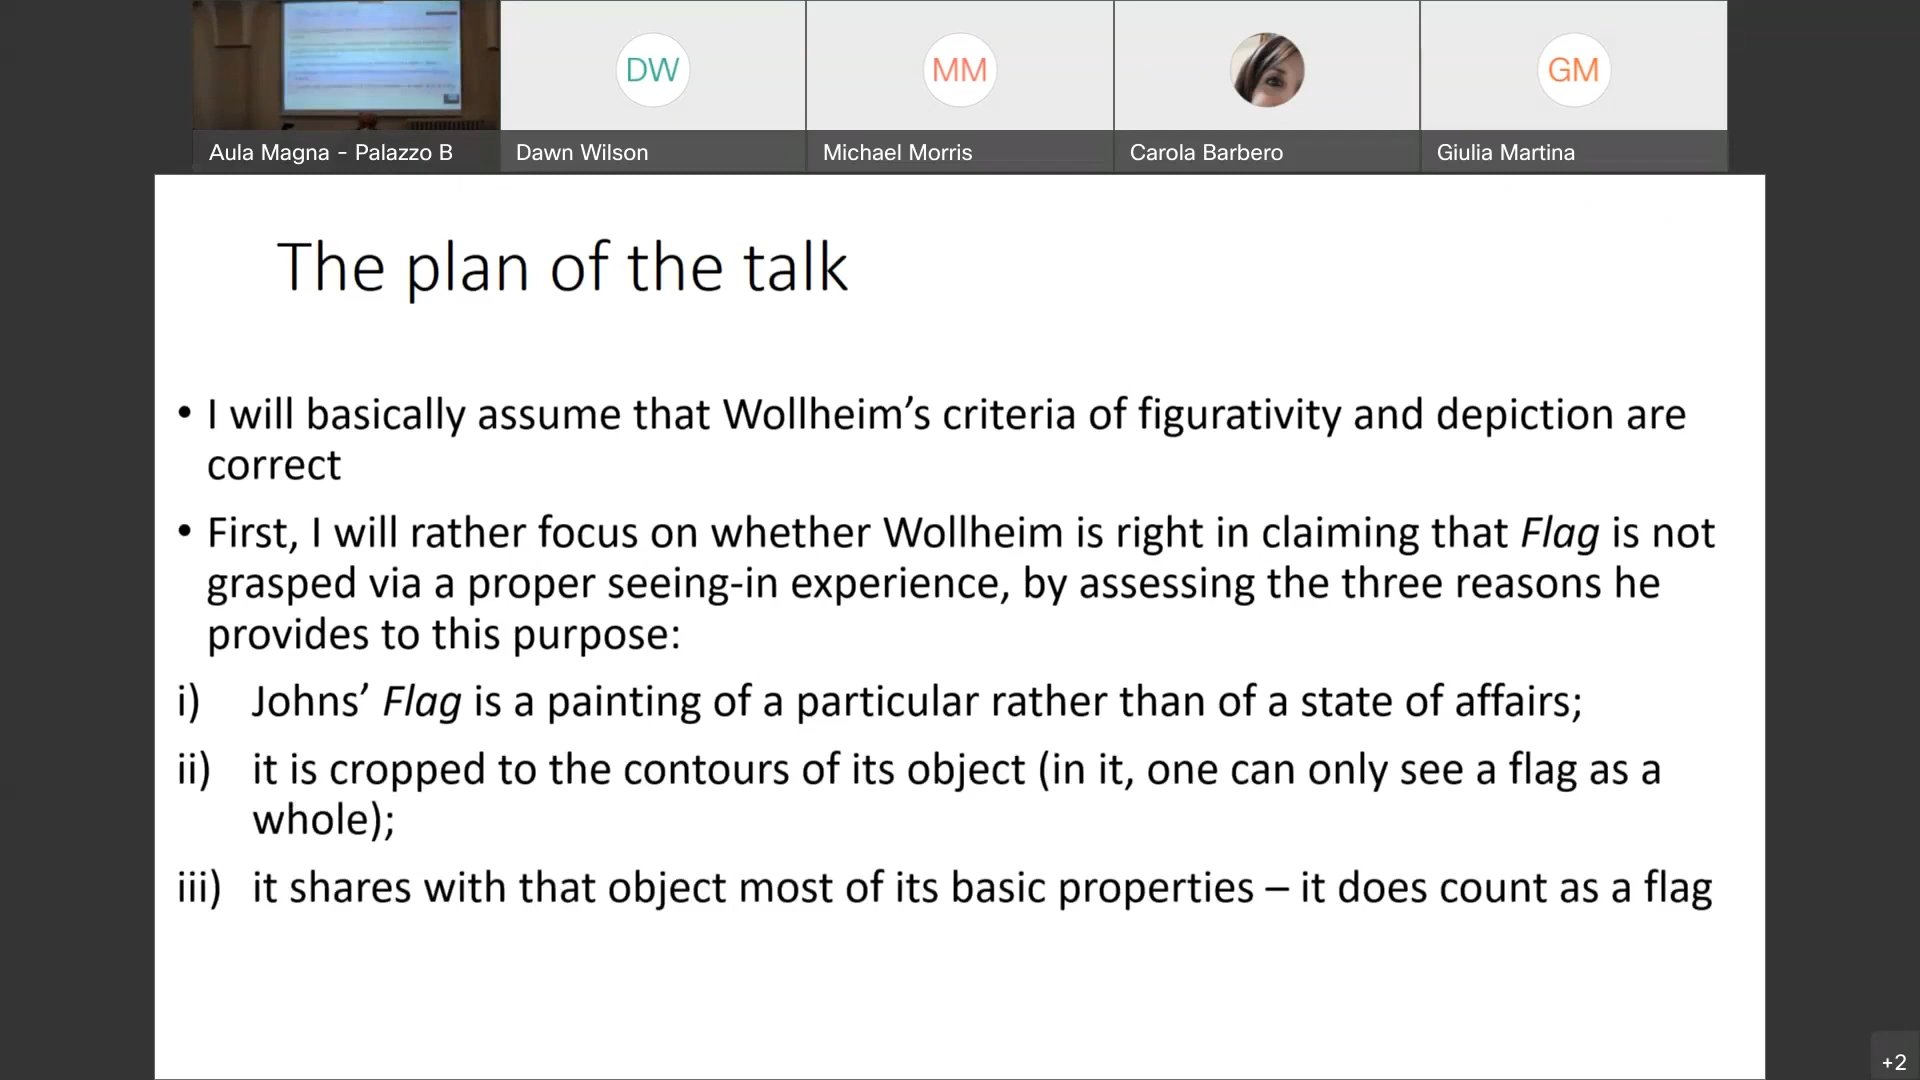 DW
MM
GM
Aula Magna - Palazzo B
Dawn Wilson
Michael Morris
Carola Barbero
Giulia Martina
The plan of the talk
• I will basically assume that Wollheim’s criteria of figurativity and depiction are
correct
• First, I will rather focus on whether Wollheim is right in claiming that Flag is not
grasped via a proper seeing-in experience, by assessing the three reasons he
provides to this purpose:
i) Johns’ Flag is a painting of a particular rather than of a state of affairs;
ii) it is cropped to the contours of its object (in it, one can only see a flag as a
whole);
iii) it shares with that object most of its basic properties – it does count as a flag
+2